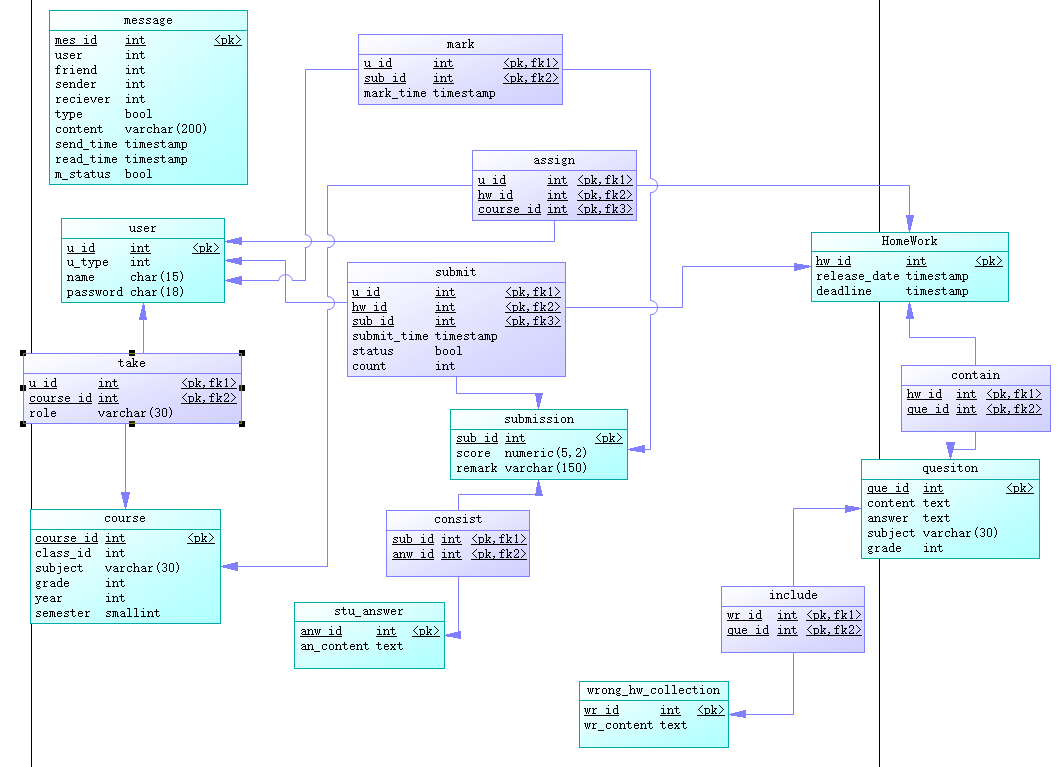 message
mes_id int <pk>
user int
friend int
sender int
reciever int
type bool
content varchar(200)
send_time timestamp
read_time timestamp
m_status bool
mark
u_id int <pk,fk1>
sub_id int <pk,fk2>
mark_time timestamp
assign
u_id int <pk,fk1>
hw_id int <pk,fk2>
course_id int <pk,fk3>
user
u_id int <pk>
u_type int
name char(15)
password char(18)
HomeWork
hw_id int <pk>
release_date timestamp
deadline timestamp
submit
u_id int <pk,fk1>
hw_id int <pk,fk2>
sub_id int <pk,fk3>
submit_time timestamp
status bool
count int
take
u_id int <pk,fk1>
course_id int <pk,fk2>
role varchar(30)
contain
hw_id int <pk,fk1>
que_id int <pk,fk2>
submission
sub_id int <pk>
score numeric(5,2)
remark varchar(150)
quesiton
que_id int <pk>
content text
answer text
subject varchar(30)
grade int
course
course_id int <pk>
class_id int
subject varchar(30)
grade int
year int
semester smallint
consist
sub_id int <pk,fk1>
anw_id int <pk,fk2>
include
wr_id int <pk,fk1>
que_id int <pk,fk2>
stu_answer
anw_id int <pk>
an_content text
wrong_hw_collection
wr_id int <pk>
wr_content text